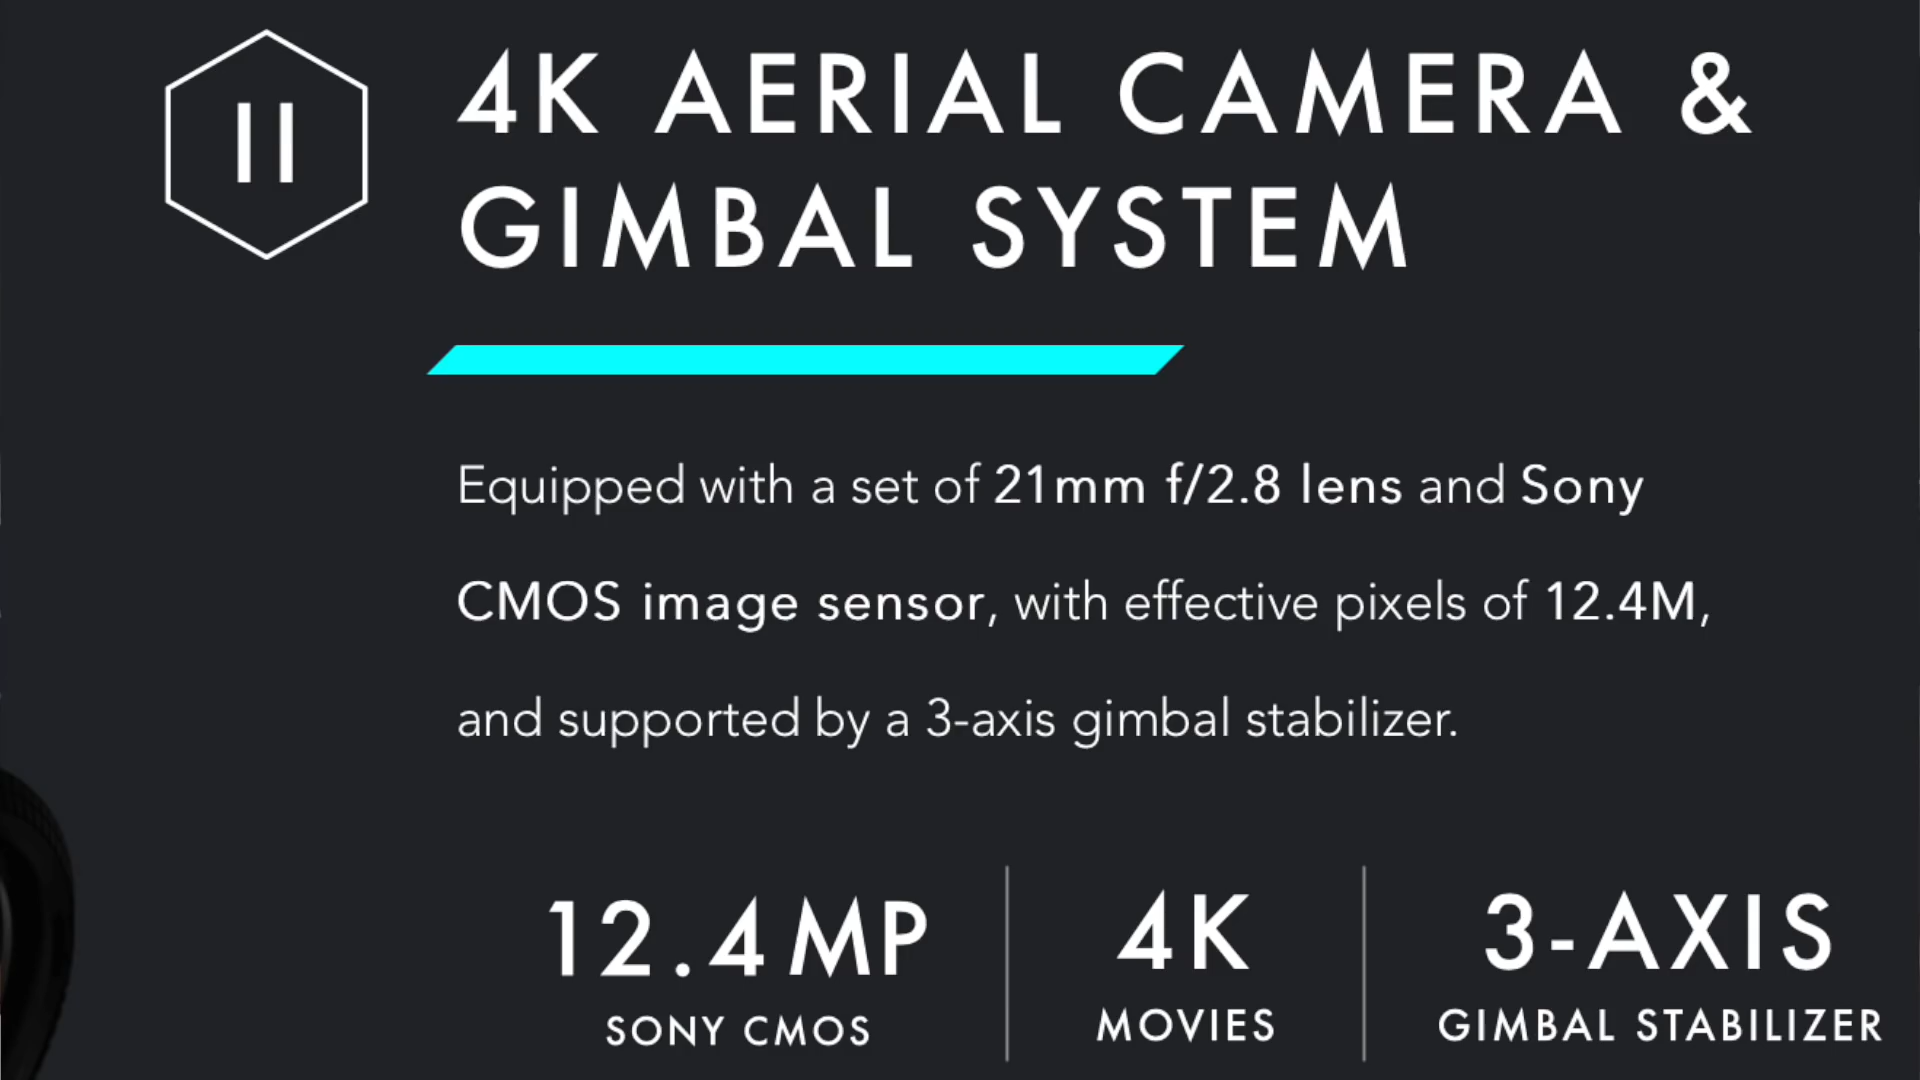 II
4K AERIAL CAMERA &
GIMBAL SYSTEM
Equipped with a set of 21mm f/2.8 lens and Sony
CMOS image sensor, with effective pixels of 12.4M,
and supported by a 3-axis gimbal stabilizer.
12.4MP
SONY CMOS
4K
MOVIES
3-AXIS
GIMBAL STABILIZER